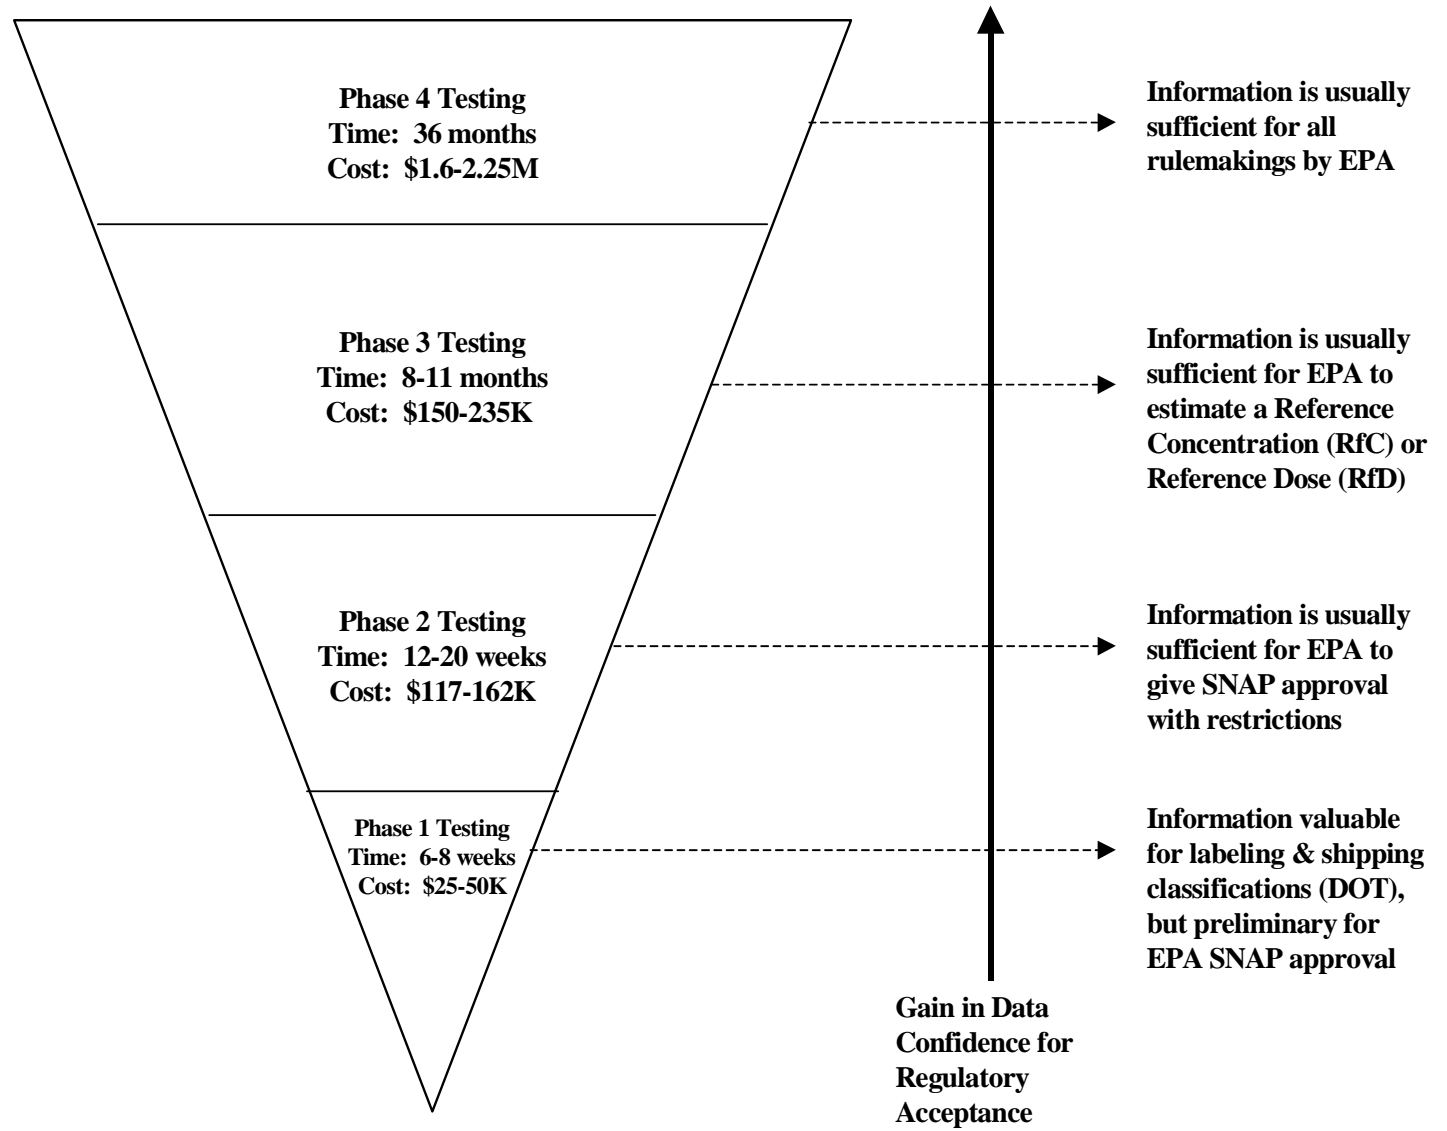 Phase 4 Testing
Time: 36 months
Cost: $1.6-2.25M
Information is usually
sufficient for all
rulemakings by EPA
Phase 3 Testing
Time: 8-11 months
Cost: $150-235K
Information is usually
sufficient for EPA to
estimate a Reference
Concentration (RfC) or
Reference Dose (RfD)
Phase 2 Testing
Time: 12-20 weeks
Cost: $117-162K
Information is usually
sufficient for EPA to
give SNAP approval
with restrictions
Phase 1 Testing
Time: 6-8 weeks
Cost: $25-50K
Information valuable
for labeling & shipping
classifications (DOT),
but preliminary for
EPA SNAP approval
Gain in Data
Confidence for
Regulatory
Acceptance